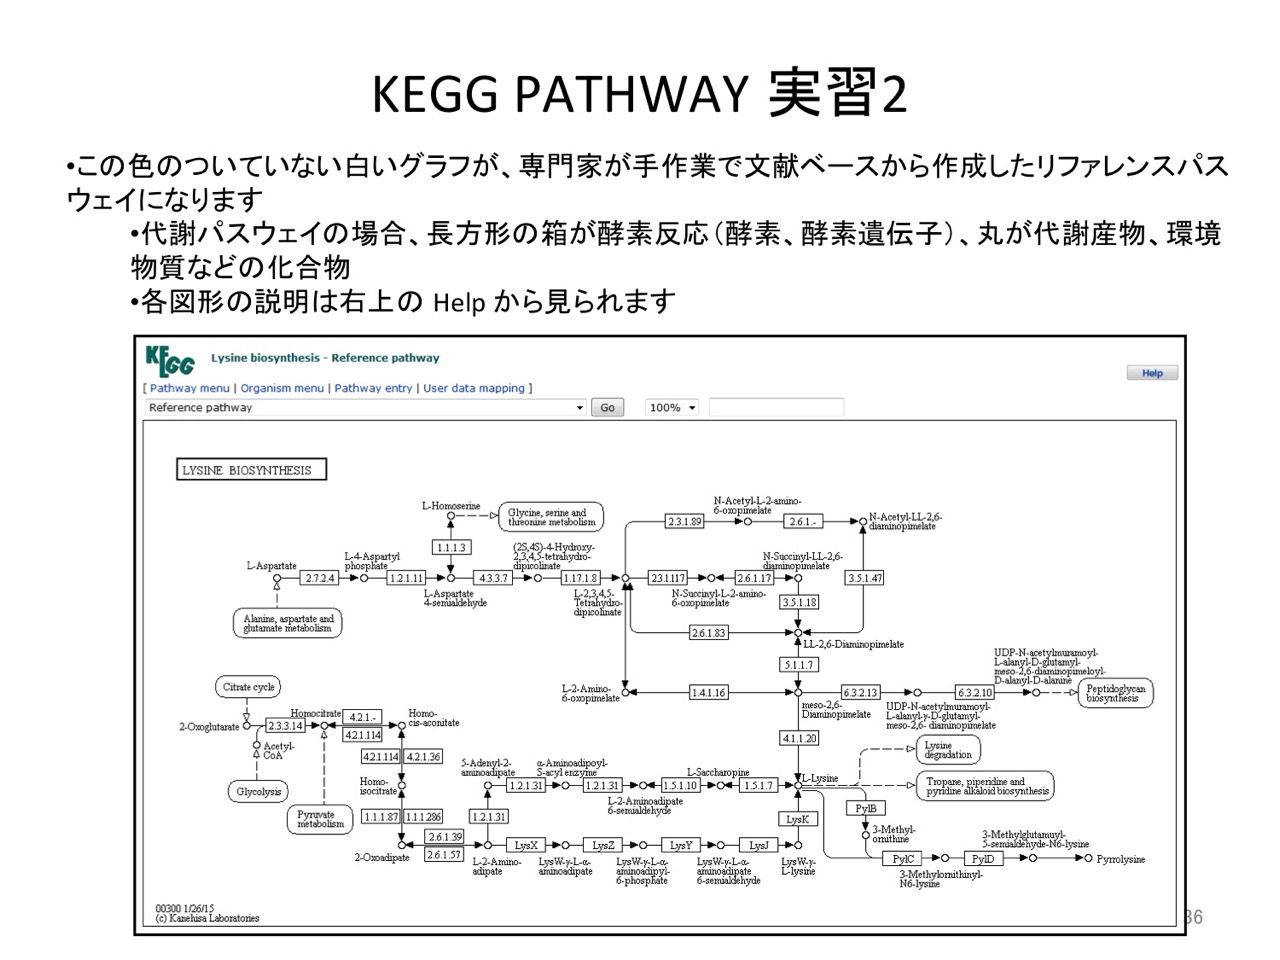 KEGG PATHWAY 実習2
•この色のついていない白いグラフが、専門家が手作業で文献ベースから作成したリファレンスパス
ウェイになります
•代謝パスウェイの場合、長方形の箱が酵素反応（酵素、酵素遺伝子）、丸が代謝産物、環境
物質などの化合物
•各図形の説明は右上の Help から見られます
KEGG
Lysine biosynthesis - Reference pathway
Help
[ Pathway menu | Organism menu | Pathway entry | User data mapping ]
Reference pathway
Go
100%
LYSINE BIOSYNTHESIS
L-Homoserine
Glycine, serine and
threonine metabolism
N-Acetyl-L-2-amino-
6-oxopimelate
2.3.1.89
2.6.1.-
N-Acetyl-LL-2,6-
diaminopimelate
1.1.1.3
L-Aspartate
2.7.2.4
L-4-Aspartyl
phosphate
1.2.1.11
L-Aspartate
4-semialdehyde
4.3.3.7
(2S,4S)-4-Hydroxy-
2,3,4,5-tetrahydro-
dipicolinate
1.17.1.8
L-2,3,4,5-
Tetrahydro-
dipicolinate
2.3.1.117
N-Succinyl-L-2-amino-
6-oxopimelate
2.6.1.17
N-Succinyl-LL-2,6-
diaminopimelate
3.5.1.47
3.5.1.18
Alanine, aspartate and
glutamate metabolism
2.6.1.83
LL-2,6-Diaminopimelate
5.1.1.7
L-2-Amino-
6-oxopimelate
1.4.1.16
meso-2,6-
Diaminopimelate
6.3.2.13
UDP-N-acetylmuramoyl-
L-alanyl-γ-D-glutamyl-
meso-2,6- diaminopimelate
6.3.2.10
UDP-N-acetylmuramoyl-
L-alanyl-D-glutamyl-
meso-2,6-diaminopimeloyl-
D-alanyl-D-alanine
Peptidoglycan
biosynthesis
Citrate cycle
2-Oxoglutarate
2.3.3.14
Homocitrate
4.2.1.-
4.2.1.114
Homo-
cis-aconitate
Acetyl-
CoA
Glycolysis
Pyruvate
metabolism
4.2.1.114
4.2.1.36
Homo-
isocitrate
1.1.1.87
1.1.1.286
2-Oxoadipate
2.6.1.39
2.6.1.57
4.1.1.20
Lysine
degradation
5-Adenyl-2-
aminoadipate
1.2.1.31
α-Aminoadipoyl-
S-acyl enzyme
1.2.1.31
L-2-Aminoadipate
6-semialdehyde
1.5.1.10
L-Saccharopine
1.5.1.7
L-Lysine
Tropane, piperidine and
pyridine alkaloid biosynthesis
1.2.1.31
L-2-Amino-
adipate
LysX
LysW-γ-L-α-
aminoadipate
LysZ
LysW-γ-L-α-
aminoadipyl-
6-phosphate
LysY
LysW-γ-L-α-
aminoadipate
6-semialdehyde
LysJ
LysW-γ-
L-lysine
LysK
PylB
3-Methyl-
ornithine
PylC
3-Methylornithinyl-
N6-lysine
PylD
3-Methylglutamyl-
5-semialdehyde-N6-lysine
Pyrrolysine
00300 1/26/15
(c) Kanehisa Laboratories
36